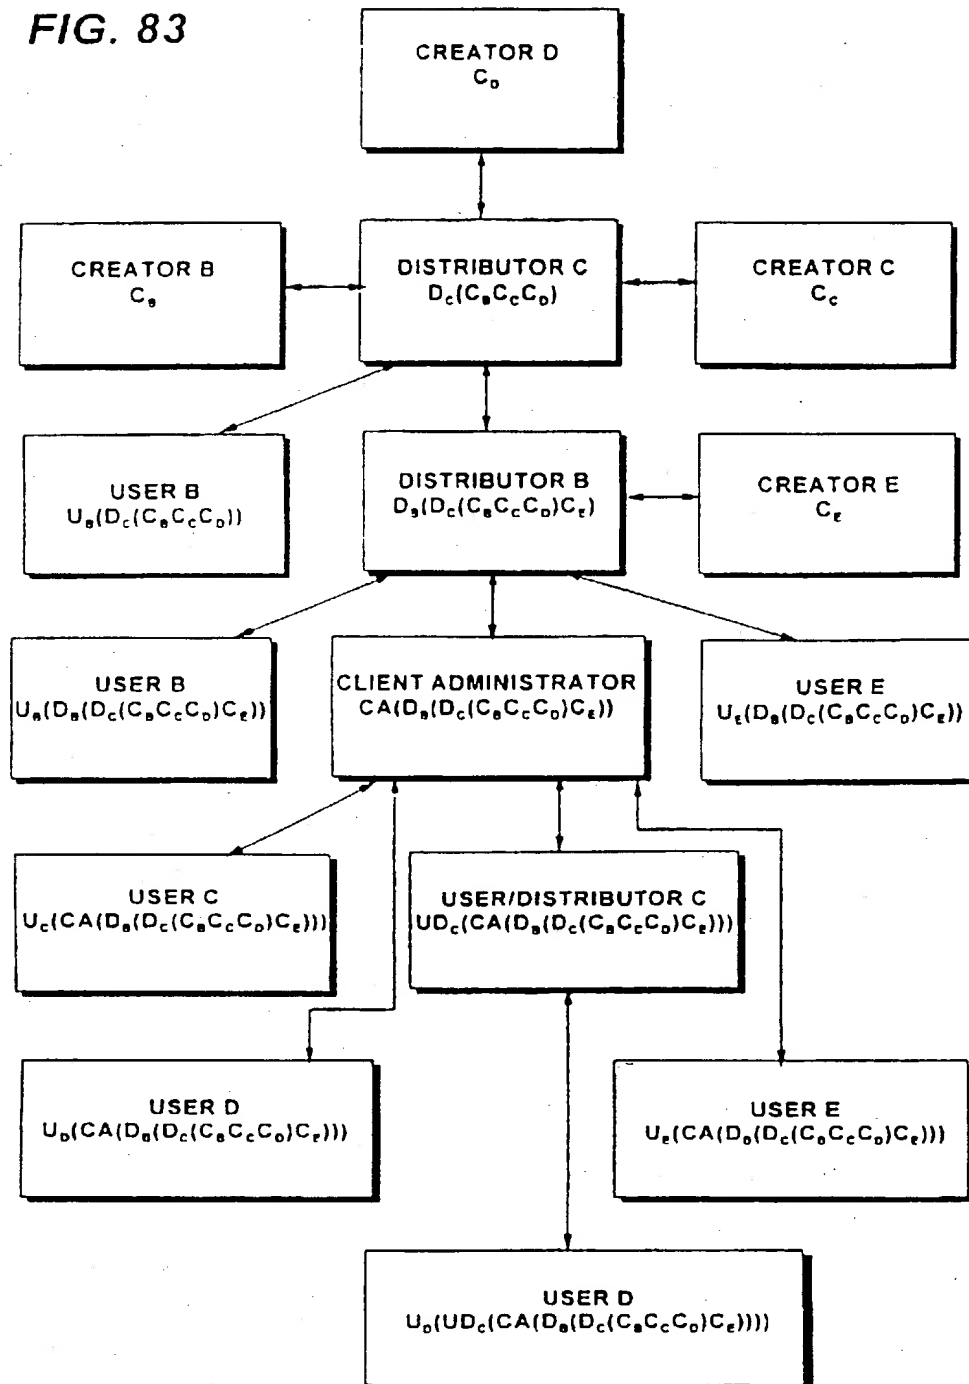 FIG. 83
CREATOR D
C_D
CREATOR B
C_B
DISTRIBUTOR C
D_C(C_BC_CC_D)
CREATOR C
C_C
USER B
U_B(D_C(C_BC_CC_D))
DISTRIBUTOR B
D_B(D_C(C_BC_CC_D)C_E)
CREATOR E
C_E
USER B
U_B(D_B(D_C(C_BC_CC_D)C_E))
CLIENT ADMINISTRATOR
CA(D_B(D_C(C_BC_CC_D)C_E))
USER E
U_E(D_B(D_C(C_BC_CC_D)C_E))
USER C
U_C(CA(D_B(D_C(C_BC_CC_D)C_E)))
USER/DISTRIBUTOR C
UD_C(CA(D_B(D_C(C_BC_CC_D)C_E)))
USER D
U_D(CA(D_B(D_C(C_BC_CC_D)C_E)))
USER E
U_E(CA(D_B(D_C(C_BC_CC_D)C_E)))
USER D
U_D(UD_C(CA(D_B(D_C(C_BC_CC_D)C_E))))